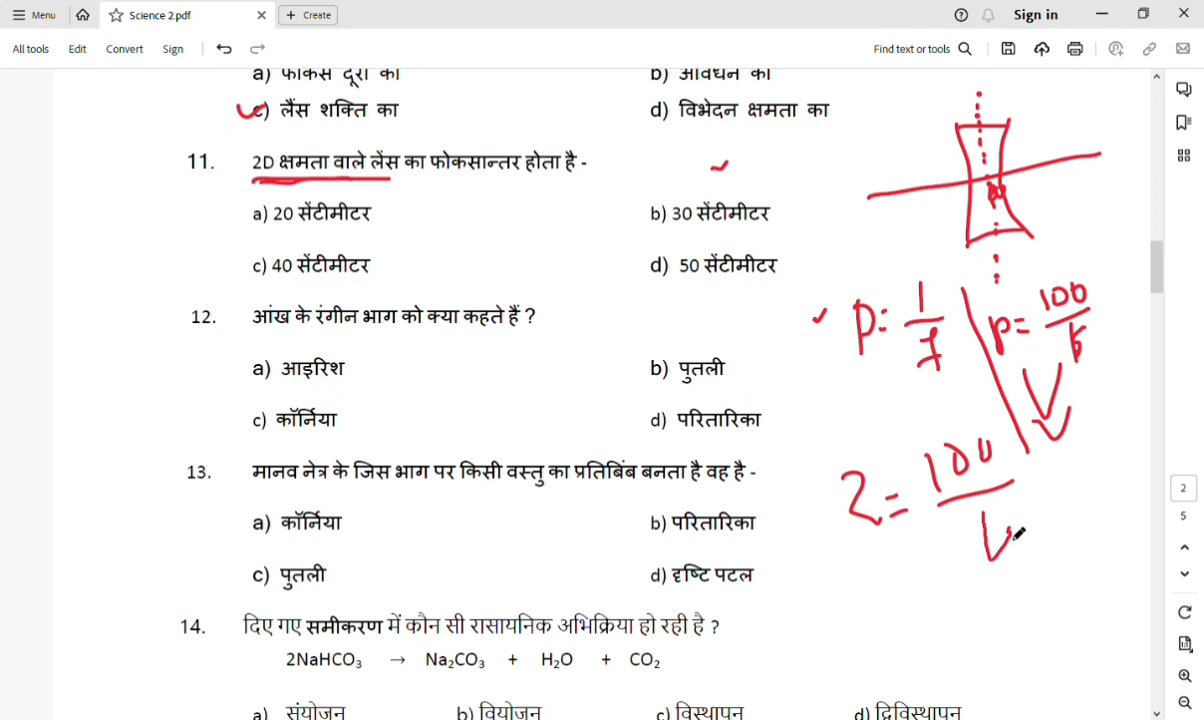 Menu
Science 2.pdf
Create
Sign in
All tools Edit Convert Sign
Find text or tools
a) फोकस दूरी का b) आवर्धन का
c) लैंस शक्ति का d) विभेदन क्षमता का
11. 2D क्षमता वाले लेंस का फोकसान्तर होता है -
a) 20 सेंटीमीटर b) 30 सेंटीमीटर
c) 40 सेंटीमीटर d) 50 सेंटीमीटर
12. आंख के रंगीन भाग को क्या कहते हैं ?
a) आइरिश b) पुतली
c) कॉर्निया d) परितारिका
13. मानव नेत्र के जिस भाग पर किसी वस्तु का प्रतिबिंब बनता है वह है -
a) कॉर्निया b) परितारिका
c) पुतली d) दृष्टि पटल
14. दिए गए समीकरण में कौन सी रासायनिक अभिक्रिया हो रही है ?
2NaHCO₃ → Na₂CO₃ + H₂O + CO₂
a) संयोजन b) वियोजन c) विस्थापन d) द्विविस्थापन
2
5
2 = 100